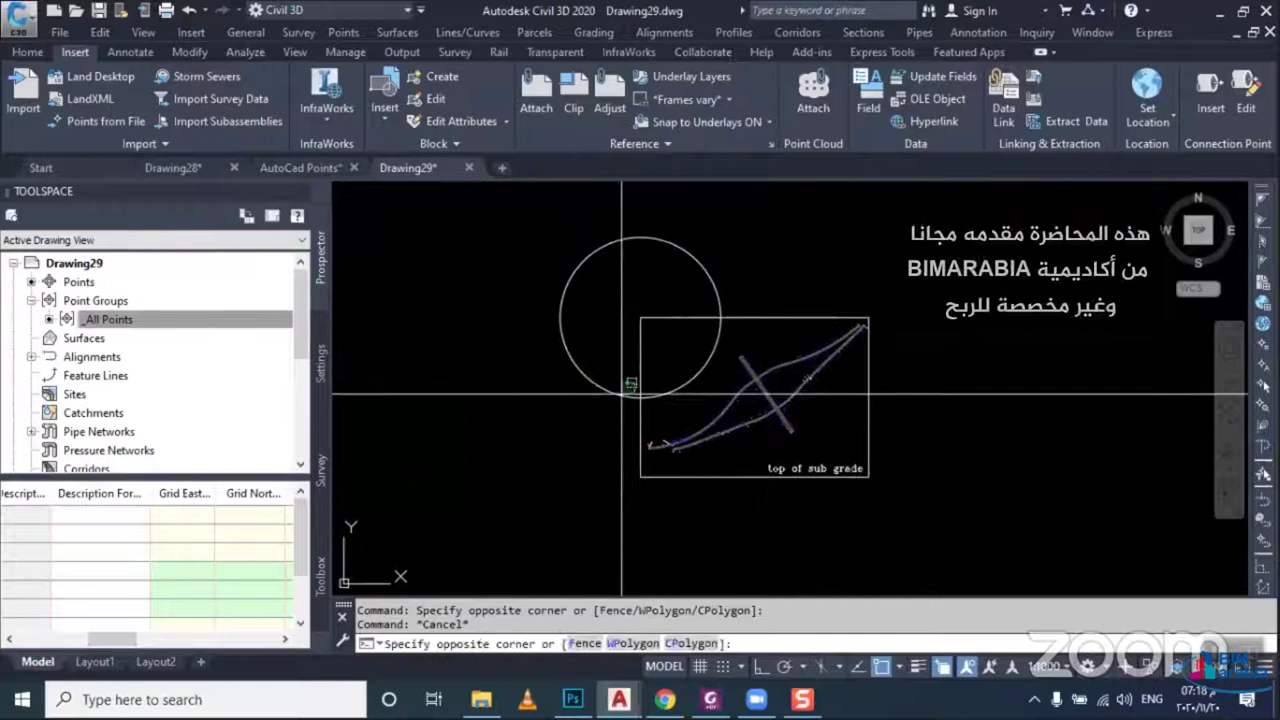 C3D
Civil 3D
Autodesk Civil 3D 2020 Drawing29.dwg
Type a keyword or phrase
Sign In
File Edit View Insert General Survey Points Surfaces Lines/Curves Parcels Grading Alignments Profiles Corridors Sections Pipes Annotation Inquiry Window Express
Home Insert Annotate Modify Analyze View Manage Output Survey Rail Transparent InfraWorks Collaborate Help Add-ins Express Tools Featured Apps
Land Desktop
Storm Sewers
Create
Underlay Layers
Update Fields
LandXML
Import Survey Data
Edit
*Frames vary*
OLE Object
Import
InfraWorks
Insert
Attach Clip Adjust
Attach
Field
Data Link
Set Location
Insert Edit
Points from File
Import Subassemblies
Edit Attributes
Snap to Underlays ON
Hyperlink
Extract Data
Import InfraWorks Block Reference Point Cloud Data Linking & Extraction Location Connection Point
Start Drawing28* AutoCad Points* Drawing29*
TOOLSPACE
Active Drawing View
Drawing29
Points
Point Groups
_All Points
Surfaces
Alignments
Feature Lines
Sites
Catchments
Pipe Networks
Pressure Networks
Corridors
Prospector
Settings
Survey
Toolbox
Descript... Description For... Grid East... Grid Nort...
هذه المحاضرة مقدمه مجانا
من أكاديمية BIMARABIA
وغير مخصصة للربح
N
W TOP E
S
WCS
top of sub grade
Y
X
Command: Specify opposite corner or [Fence/WPolygon/CPolygon]:
Command: *Cancel*
Specify opposite corner or [Fence WPolygon CPolygon]:
zoom
Model Layout1 Layout2
MODEL
Type here to search
ENG
07:18 م
٢٠٢٠/١١/٢٠